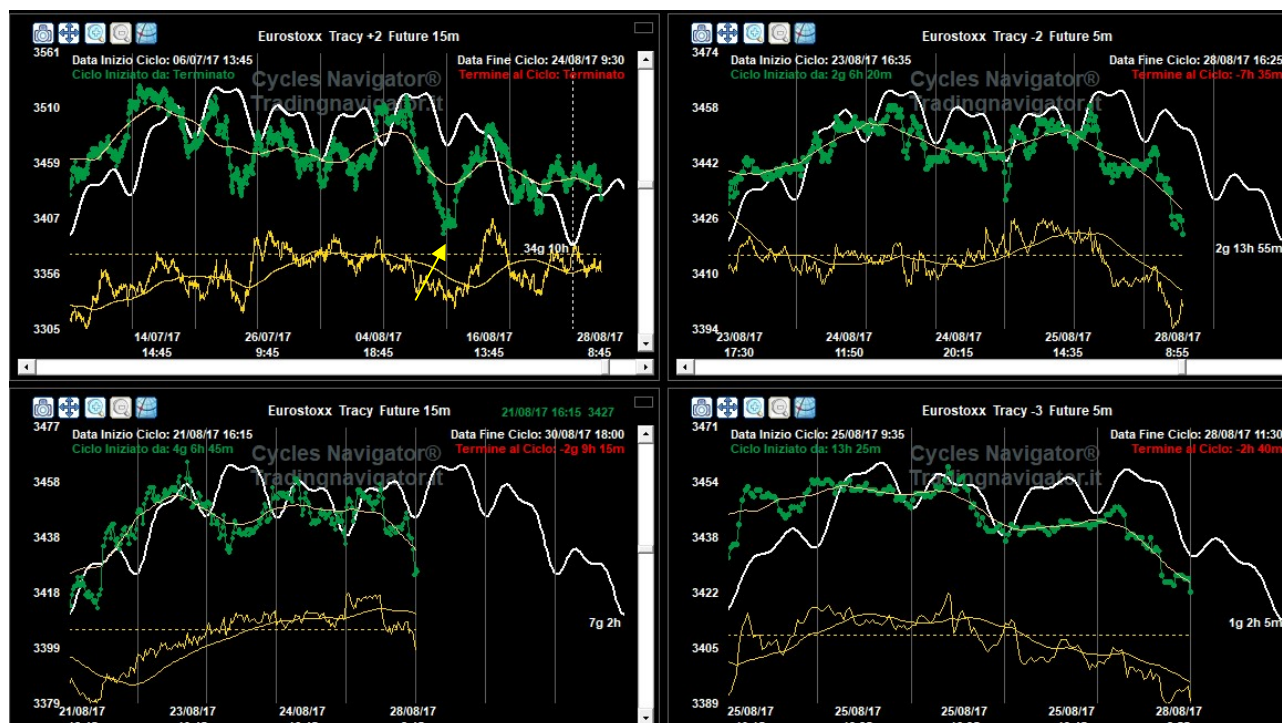 Eurostoxx Tracy +2 Future 15m
3561
Data Inizio Ciclo: 06/07/17 13:45
Data Fine Ciclo: 24/08/17 9:30
Ciclo Iniziato da: Terminato
Termine al Ciclo: Terminato
Cycles Navigator®
Tradingnavigator.it
3510
3459
3407
34g 10h
3356
3305
14/07/17 26/07/17 04/08/17 16/08/17 28/08/17
14:45 9:45 18:45 13:45 8:45
Eurostoxx Tracy -2 Future 5m
3474
Data Inizio Ciclo: 23/08/17 16:35
Data Fine Ciclo: 28/08/17 16:25
Ciclo Iniziato da: 2g 6h 20m
Termine al Ciclo: -7h 35m
Cycles Navigator®
Tradingnavigator.it
3458
3442
3426
2g 13h 55m
3410
3394
23/08/17 24/08/17 24/08/17 25/08/17 28/08/17
17:30 11:50 20:15 14:35 8:55
Eurostoxx Tracy Future 15m
21/08/17 16:15 3427
3477
Data Inizio Ciclo: 21/08/17 16:15
Data Fine Ciclo: 30/08/17 18:00
Ciclo Iniziato da: 4g 6h 45m
Termine al Ciclo: -2g 9h 15m
Cycles Navigator®
Tradingnavigator.it
3458
3438
3418
7g 2h
3399
3379
21/08/17 23/08/17 24/08/17 28/08/17
Eurostoxx Tracy -3 Future 5m
3471
Data Inizio Ciclo: 25/08/17 9:35
Data Fine Ciclo: 28/08/17 11:30
Ciclo Iniziato da: 13h 25m
Termine al Ciclo: -2h 40m
Cycles Navigator®
Tradingnavigator.it
3454
3438
3422
1g 2h 5m
3405
3389
25/08/17 25/08/17 25/08/17 25/08/17 28/08/17